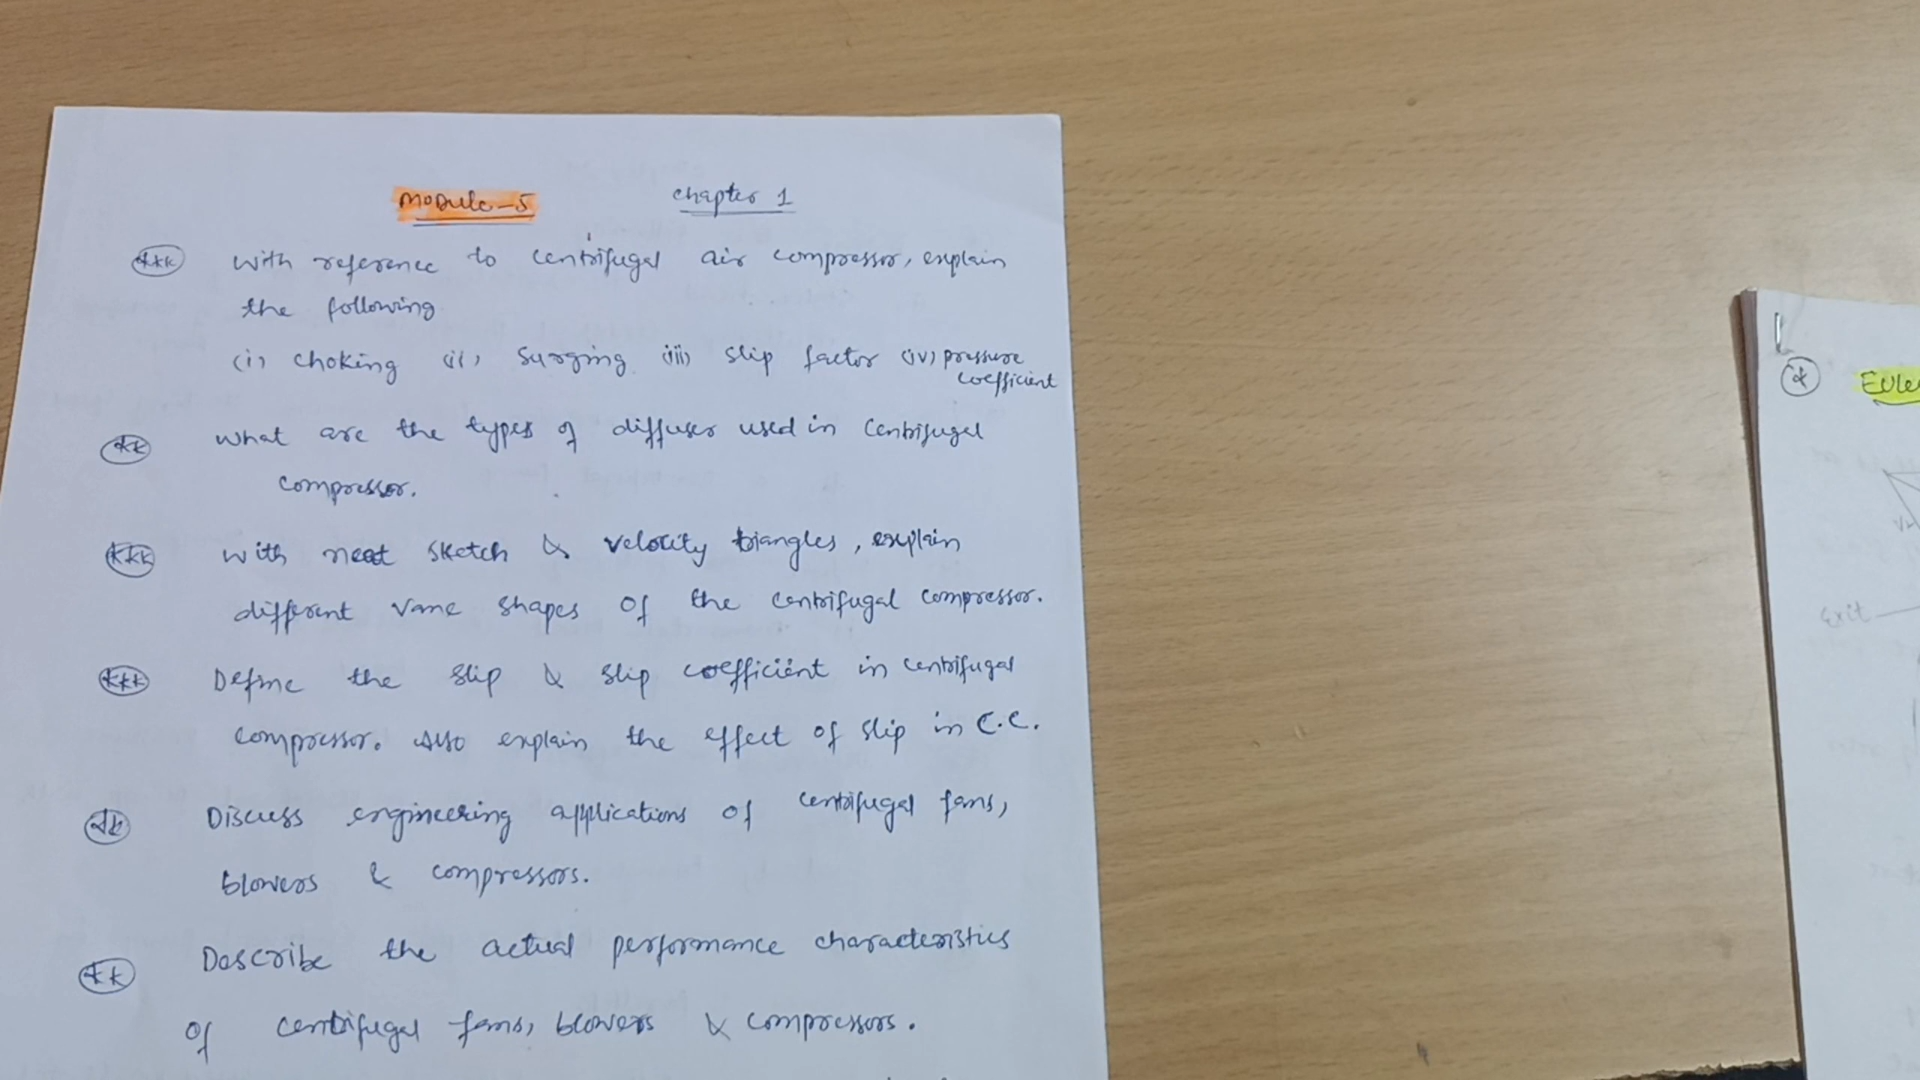 Module-5 chapter 1
*** With reference to centrifugal air compressor, explain
the following
(i) choking (ii) surging (iii) slip factor (iv) pressure
coefficient
** What are the types of diffuser used in centrifugal
compressor.
*** with neat sketch & velocity triangles, explain
different vane shapes of the centrifugal compressor.
*** Define the slip & slip coefficient in centrifugal
compressor. Also explain the effect of slip in C.C.
** Discuss engineering applications of centrifugal fans,
blowers & compressors.
** Describe the actual performance characteristics
of centrifugal fans, blowers & compressors.
*
Exit